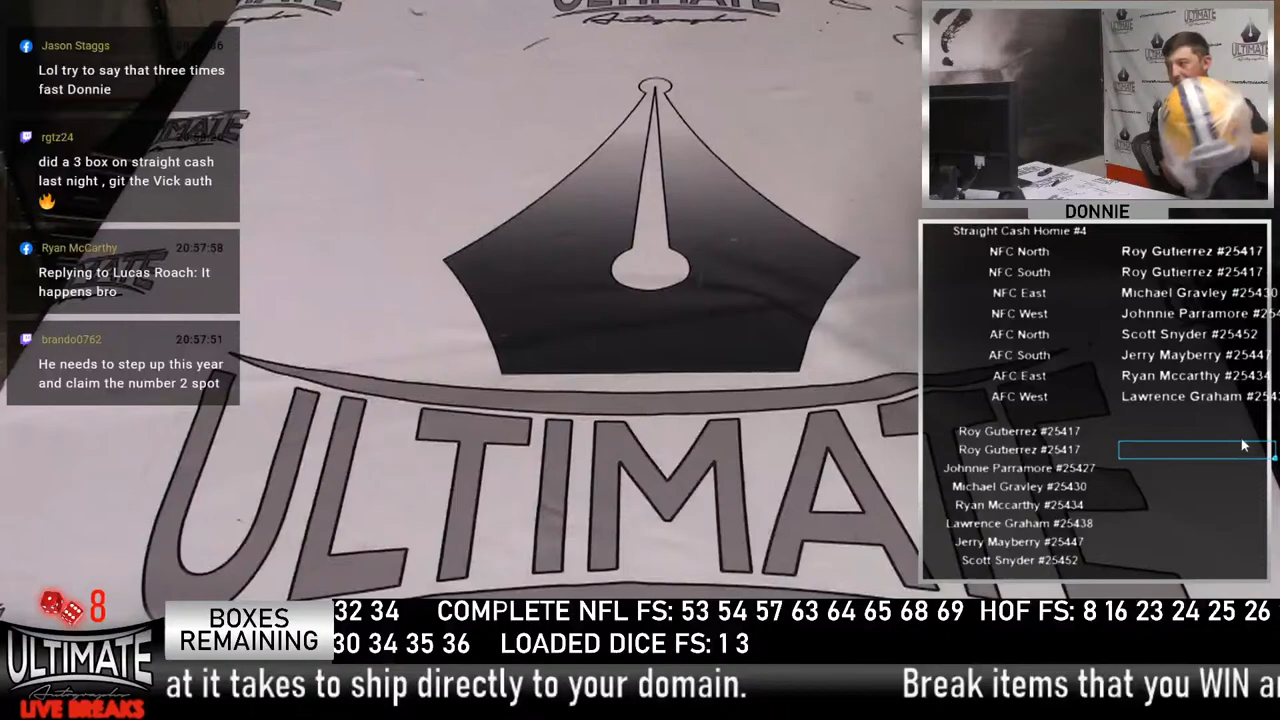 Jason Staggs
Lol try to say that three times
fast Donnie
rgtz24
did a 3 box on straight cash
last night , git the Vick auth
🔥
Ryan McCarthy 20:57:58
Replying to Lucas Roach: It
happens bro
brando0762 20:57:51
He needs to step up this year
and claim the number 2 spot
ULTIMATE
Autographs
ULTIMATE
ULTIMATE
DONNIE
Straight Cash Homie #4
NFC North Roy Gutierrez #25417
NFC South Roy Gutierrez #25417
NFC East Michael Gravley #25430
NFC West Johnnie Parramore #254
AFC North Scott Snyder #25452
AFC South Jerry Mayberry #25447
AFC East Ryan Mccarthy #25434
AFC West Lawrence Graham #254
Roy Gutierrez #25417
Roy Gutierrez #25417
Johnnie Parramore #25427
Michael Gravley #25430
Ryan Mccarthy #25434
Lawrence Graham #25438
Jerry Mayberry #25447
Scott Snyder #25452
8
BOXES
REMAINING
32 34 COMPLETE NFL FS: 53 54 57 63 64 65 68 69 HOF FS: 8 16 23 24 25 26
30 34 35 36 LOADED DICE FS: 1 3
ULTIMATE
Autographs
LIVE BREAKS
at it takes to ship directly to your domain. Break items that you WIN a